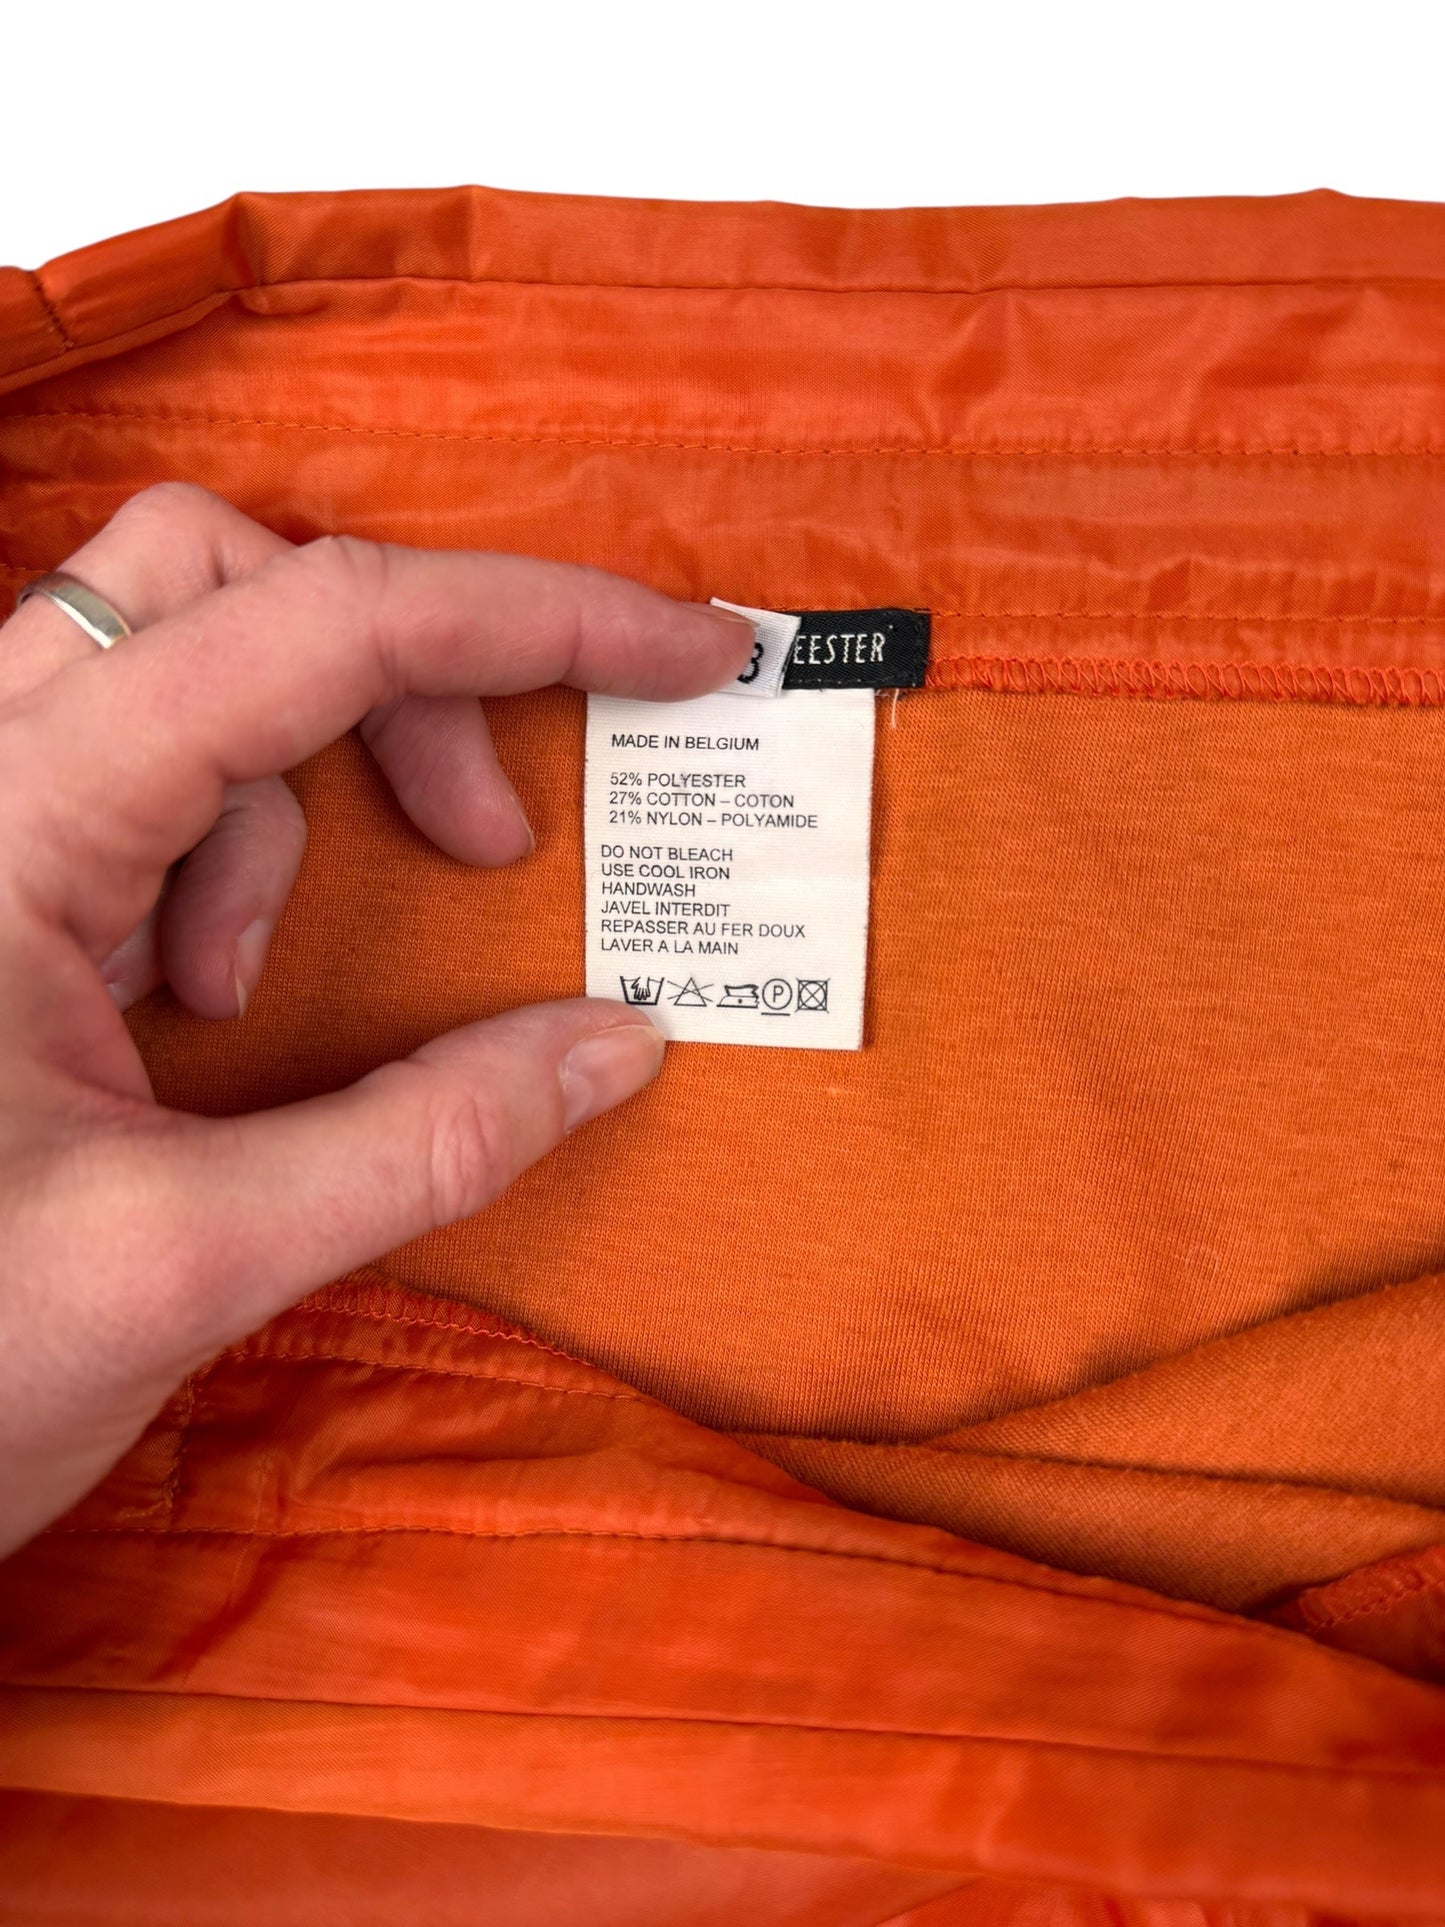 3 EESTER
MADE IN BELGIUM
52% POLYESTER
27% COTTON – COTON
21% NYLON – POLYAMIDE
DO NOT BLEACH
USE COOL IRON
HANDWASH
JAVEL INTERDIT
REPASSER AU FER DOUX
LAVER A LA MAIN
P